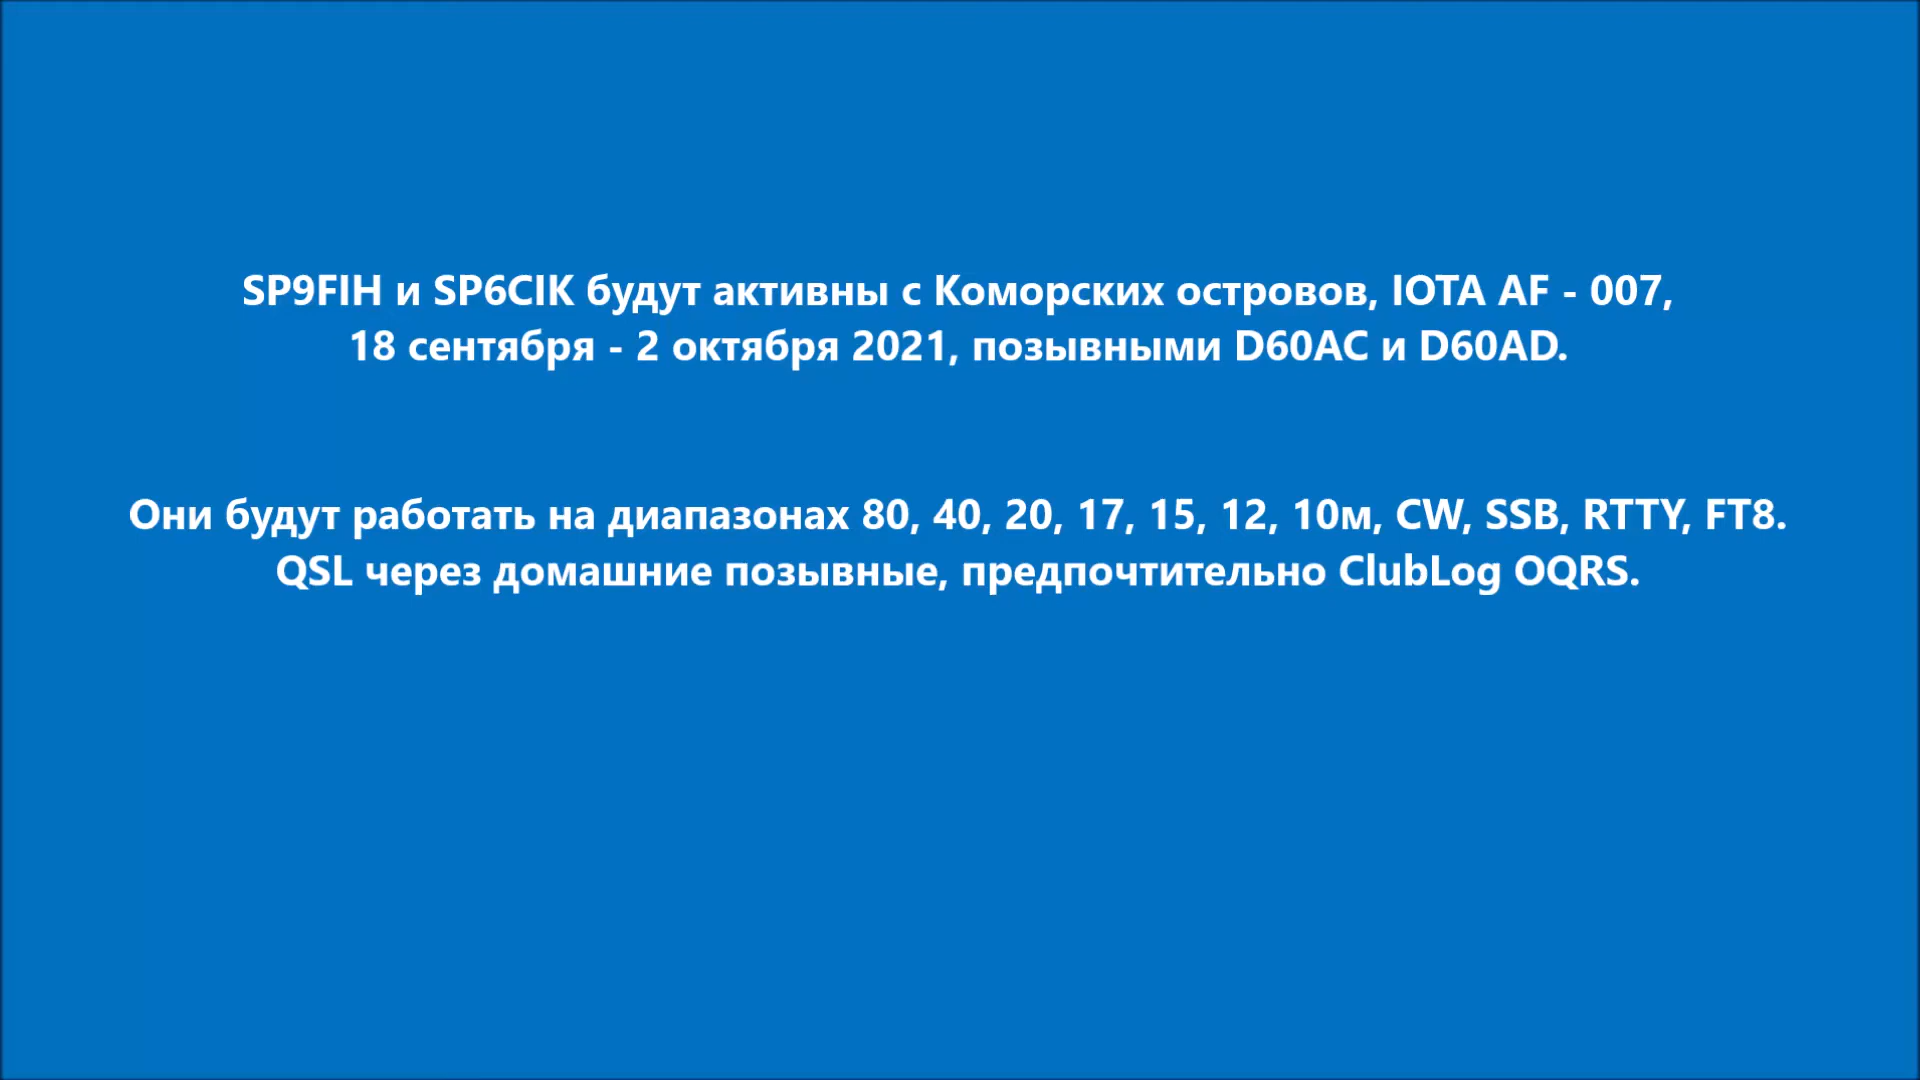 SP9FIH и SP6CIK будут активны с Коморских островов, IOTA AF - 007,
18 сентября - 2 октября 2021, позывными D60AC и D60AD.
Они будут работать на диапазонах 80, 40, 20, 17, 15, 12, 10м, CW, SSB, RTTY, FT8.
QSL через домашние позывные, предпочтительно ClubLog OQRS.